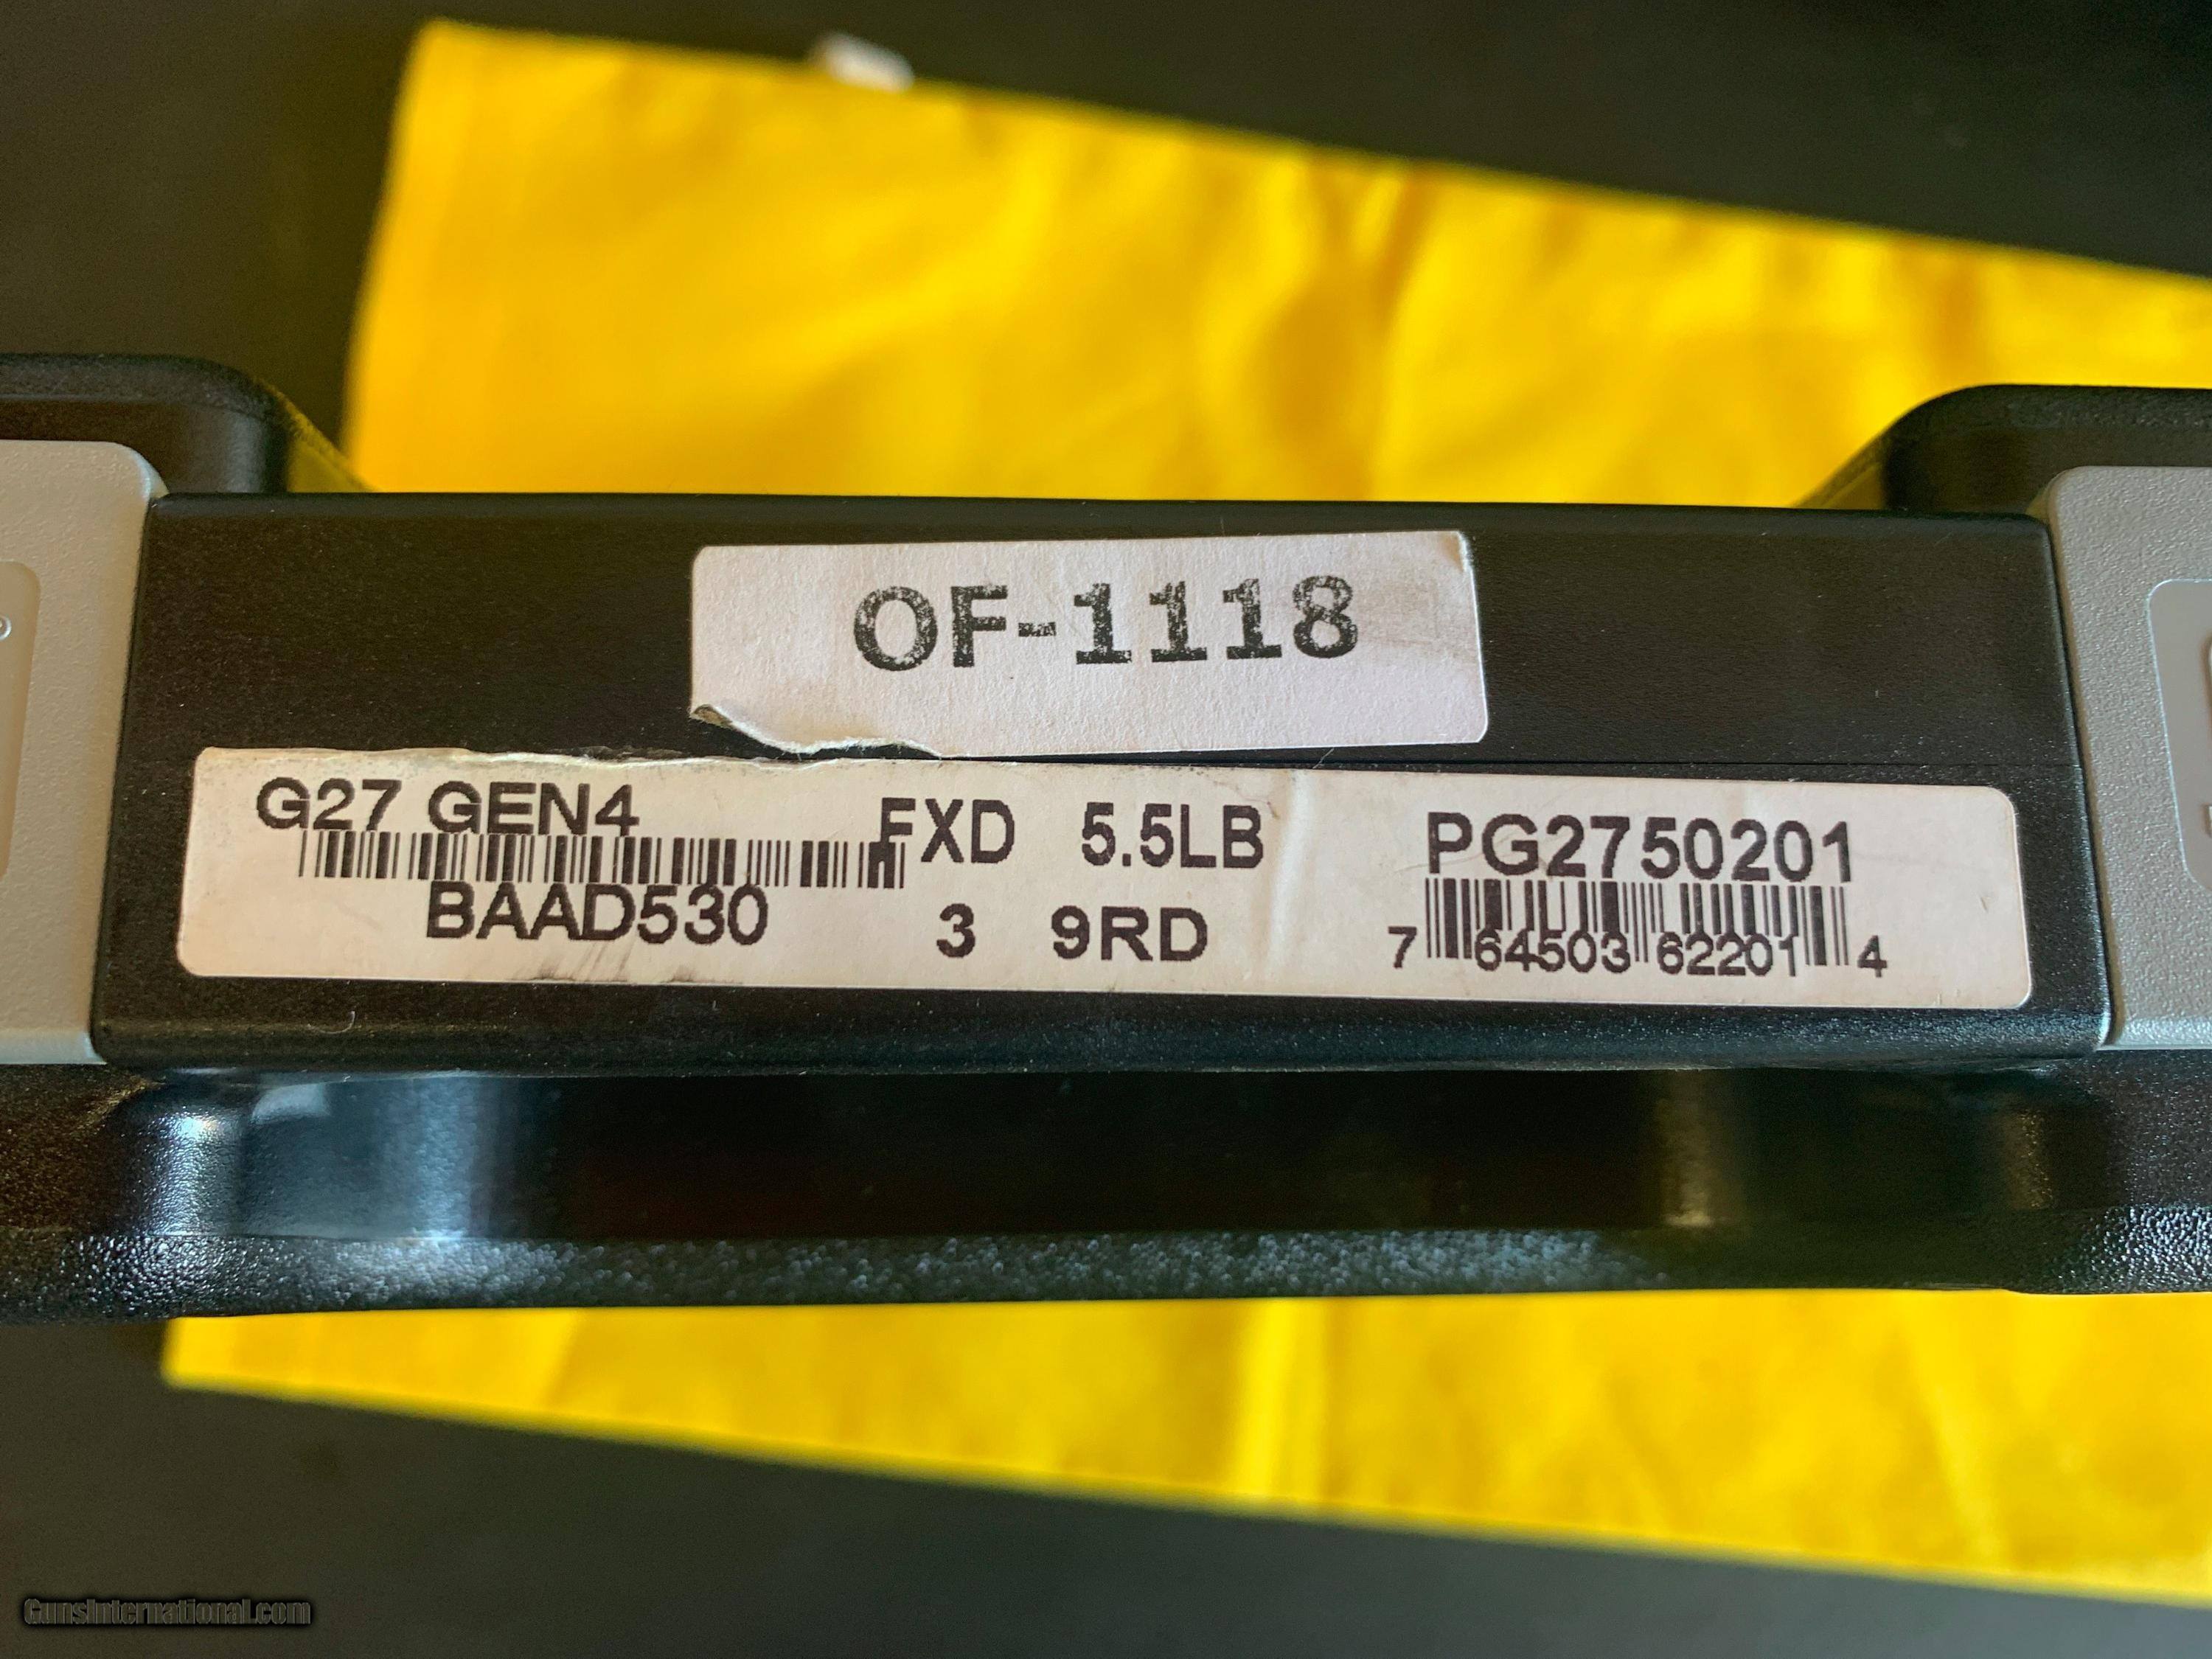 OF-1118
G27 GEN4 FXD 5.5LB PG2750201
BAAD530 3 9RD 7 64503 62201 4
GunsInternational.com